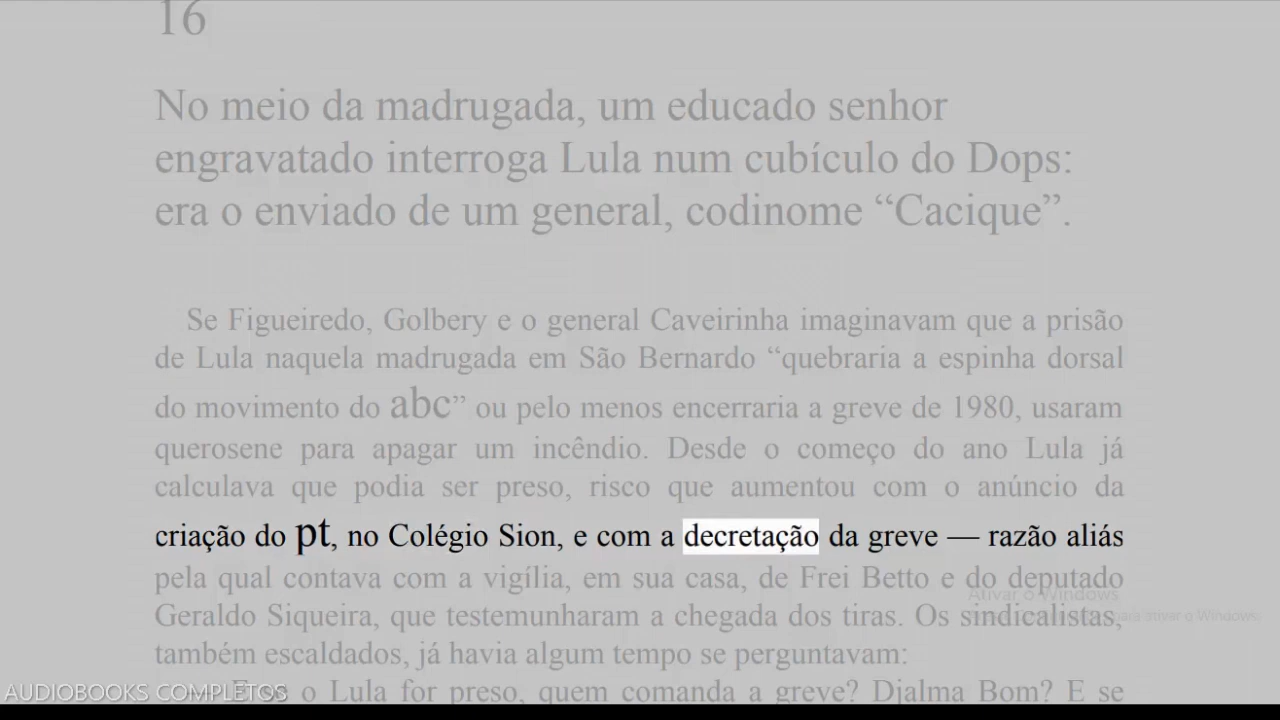 16
No meio da madrugada, um educado senhor
engravatado interroga Lula num cubículo do Dops:
era o enviado de um general, codinome “Cacique”.
Se Figueiredo, Golbery e o general Caveirinha imaginavam que a prisão
de Lula naquela madrugada em São Bernardo “quebraria a espinha dorsal
do movimento do abc” ou pelo menos encerraria a greve de 1980, usaram
querosene para apagar um incêndio. Desde o começo do ano Lula já
calculava que podia ser preso, risco que aumentou com o anúncio da
criação do pt, no Colégio Sion, e com a decretação da greve — razão aliás
pela qual contava com a vigília, em sua casa, de Frei Betto e do deputado
Ativar o Windows
Geraldo Siqueira, que testemunharam a chegada dos tiras. Os sindicalistas,
para ativar o Windows.
também escaldados, já havia algum tempo se perguntavam:
o Lula for preso, quem comanda a greve? Djalma Bom? E se
AUDIOBOOKS COMPLETOS